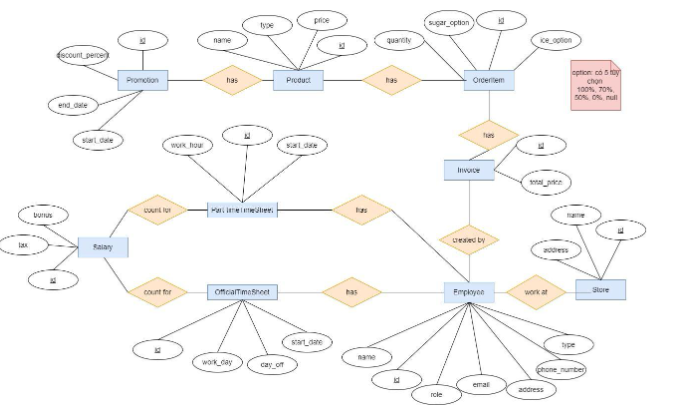 id
type
price
sugar_option
id
name
id
quantity
ice_option
discount_percent
Promotion
has
Product
has
OrderItem
option: có 5 tùy
chọn
100%, 70%,
50%, 0%, null
end_date
start_date
has
id
work_hour
id
start_date
Invoice
total_price
bonus
count for
Part timeTimeSheet
has
name
id
tax
Salary
created by
address
id
count for
OfficialTimeSheet
has
Employee
work at
Store
id
work_day
day_off
start_date
name
id
role
email
address
phone_number
type